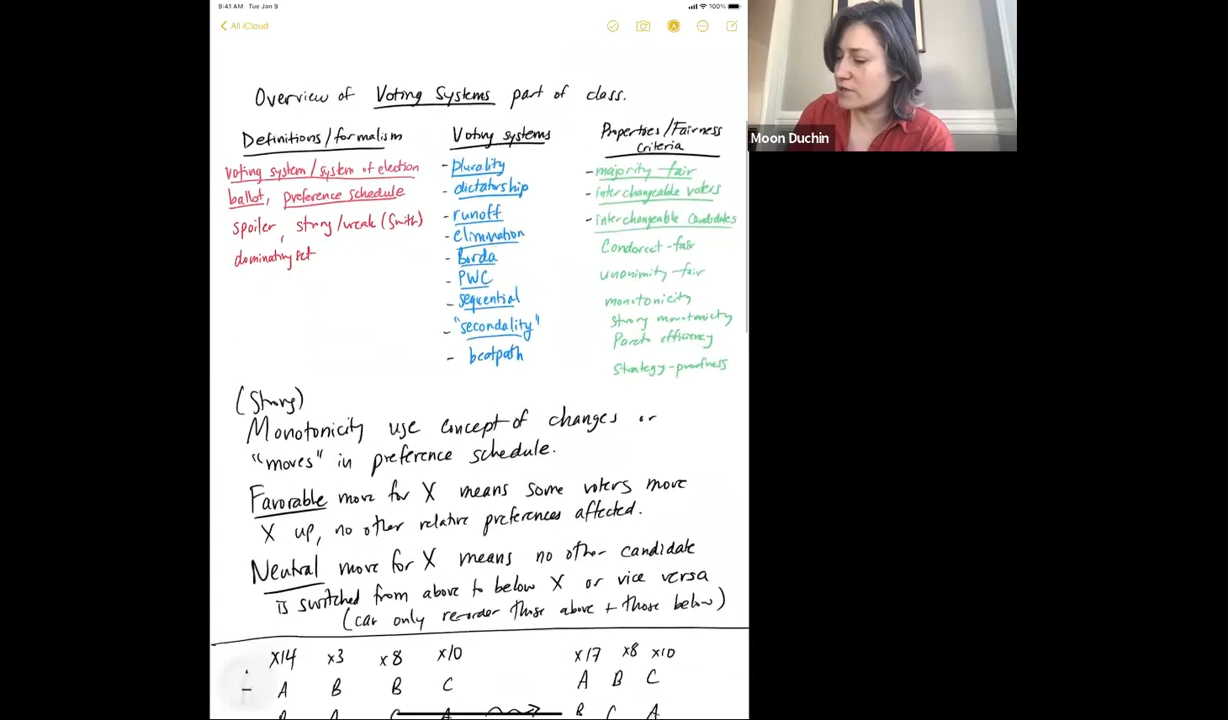 9:41 AM Tue Jan 9
100%
All iCloud
Moon Duchin
Overview of Voting Systems part of class.
Definitions/formalism
voting system/system of election
ballot, preference schedule
spoiler, strong/weak (Smith)
dominating set
Voting systems
- plurality
- dictatorship
- runoff
- elimination
- Borda
- PWC
- sequential
- "secondality"
- beatpath
Properties/Fairness
Criteria
- majority fair
- interchangeable voters
- interchangeable candidates
Condorcet-fair
unanimity-fair
monotonicity
strong monotonicity
Pareto efficiency
Strategy-proofness
(Strong)
Monotonicity use concept of changes or
"moves" in preference schedule.
Favorable move for X means some voters move
X up, no other relative preferences affected.
Neutral move for X means no other candidate
is switched from above to below X or vice versa
(can only reorder those above + those below)
x14 x3 x8 x10 x17 x8 x10
A B B C A B C
B A C A B C A